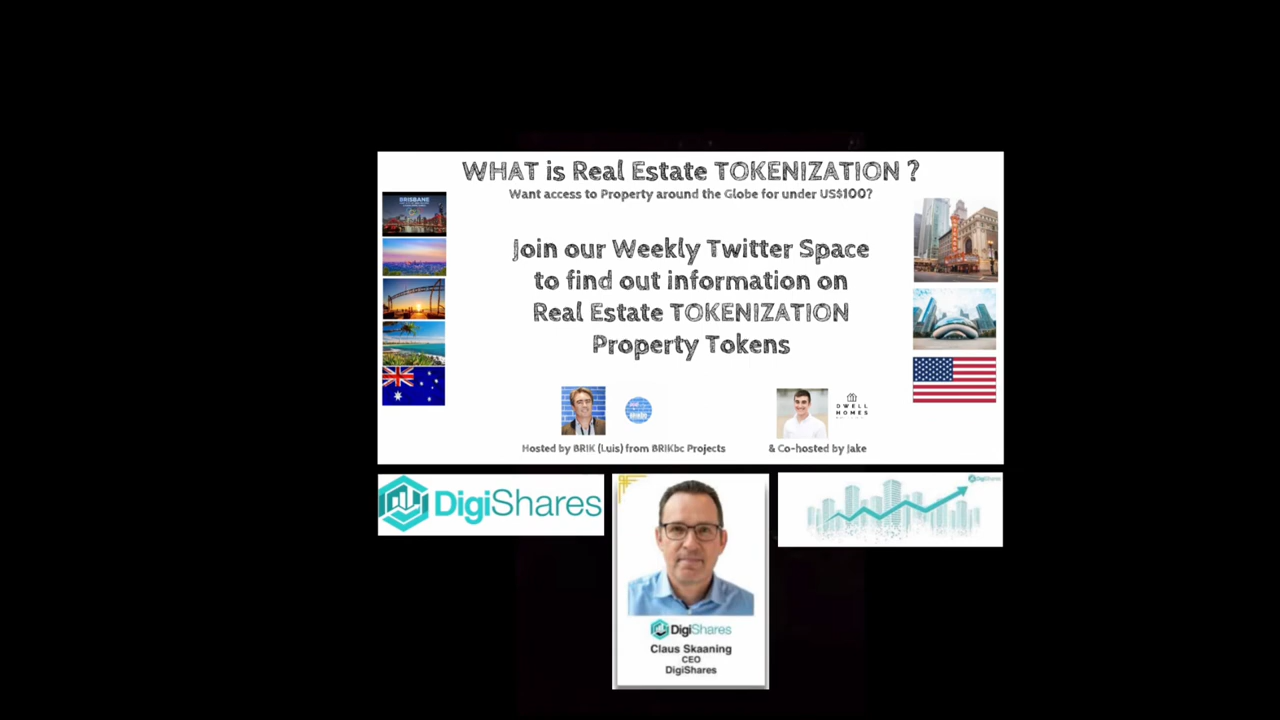 WHAT is Real Estate TOKENIZATION ?
Want access to Property around the Globe for under US$100?
BRISBANE
Join our Weekly Twitter Space
to find out information on
Real Estate TOKENIZATION
Property Tokens
DWELL
HOMES
Hosted by BRIK (Luis) from BRIKbc Projects
& Co-hosted by Jake
DigiShares
DigiShares
DigiShares
Claus Skaaning
CEO
DigiShares